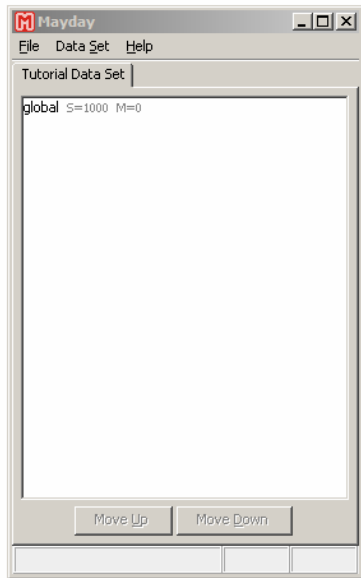 Mayday
File Data Set Help
Tutorial Data Set
global S=1000 M=0
Move Up Move Down